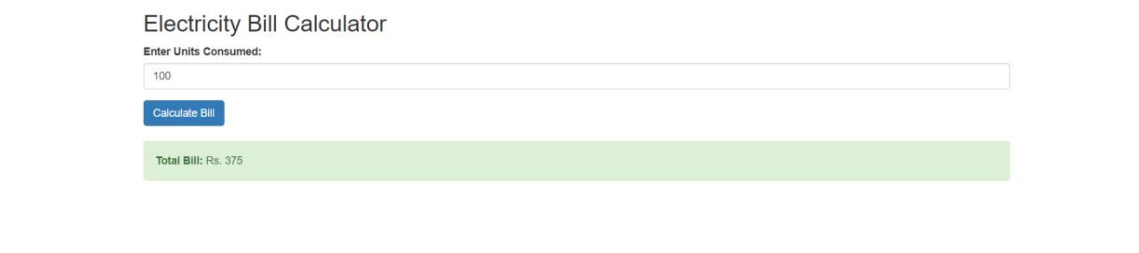 Electricity Bill Calculator
Enter Units Consumed:
100
Calculate Bill
Total Bill: Rs. 375